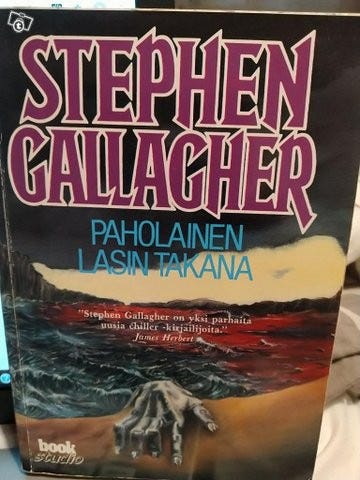 STEPHEN
GALLAGHER
PAHOLAINEN
LASIN TAKANA
"Stephen Gallagher on yksi parhaita
uusia chiller -kirjailijoita."
James Herbert
book
studio